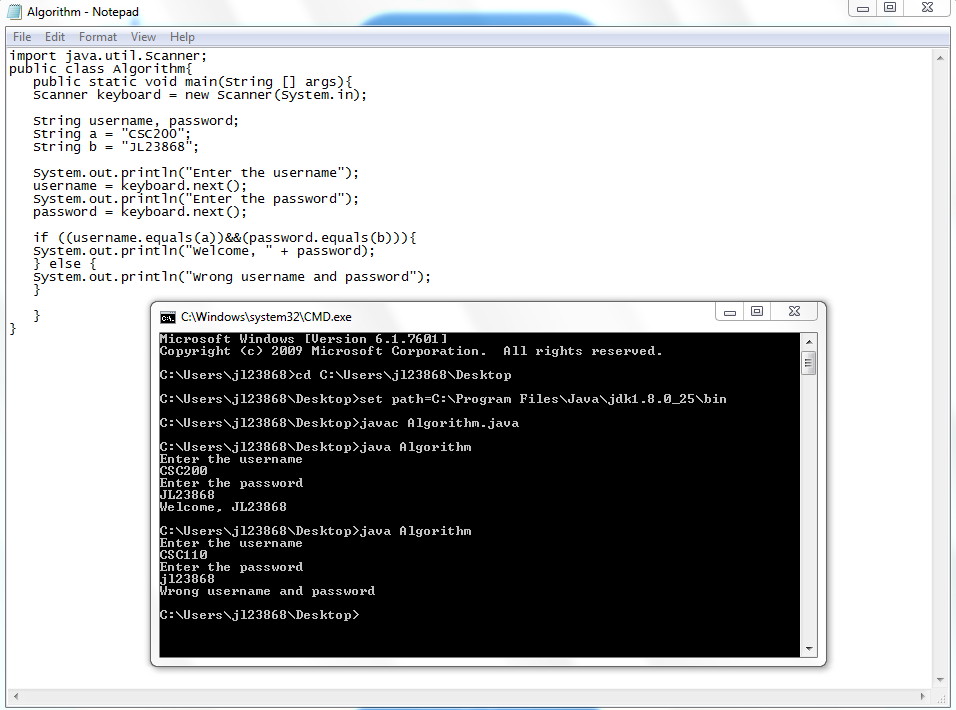 Algorithm - Notepad
File Edit Format View Help
import java.util.Scanner;
public class Algorithm{
   public static void main(String [] args){
   Scanner keyboard = new Scanner(System.in);

   String username, password;
   String a = "CSC200";
   String b = "JL23868";

   System.out.println("Enter the username");
   username = keyboard.next();
   System.out.println("Enter the password");
   password = keyboard.next();

   if ((username.equals(a))&&(password.equals(b))){
   System.out.println("Welcome, " + password);
   } else {
   System.out.println("Wrong username and password");
   }

   }
}
C:\Windows\system32\CMD.exe
Microsoft Windows [Version 6.1.7601]
Copyright (c) 2009 Microsoft Corporation.  All rights reserved.

C:\Users\jl23868>cd C:\Users\jl23868\Desktop

C:\Users\jl23868\Desktop>set path=C:\Program Files\Java\jdk1.8.0_25\bin

C:\Users\jl23868\Desktop>javac Algorithm.java

C:\Users\jl23868\Desktop>java Algorithm
Enter the username
CSC200
Enter the password
JL23868
Welcome, JL23868

C:\Users\jl23868\Desktop>java Algorithm
Enter the username
CSC110
Enter the password
jl23868
Wrong username and password

C:\Users\jl23868\Desktop>